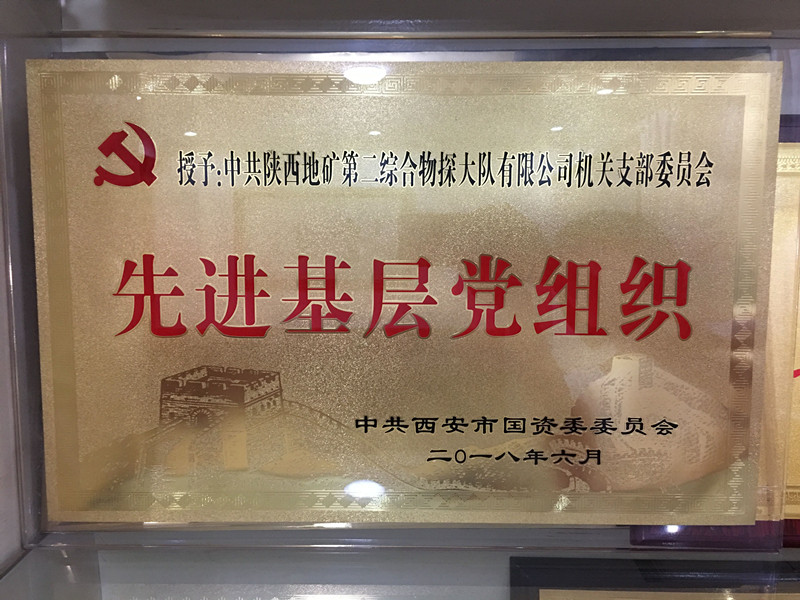 授予:中共陕西地矿第二综合物探大队有限公司机关支部委员会
先进基层党组织
中共西安市国资委委员会
二0一八年六月